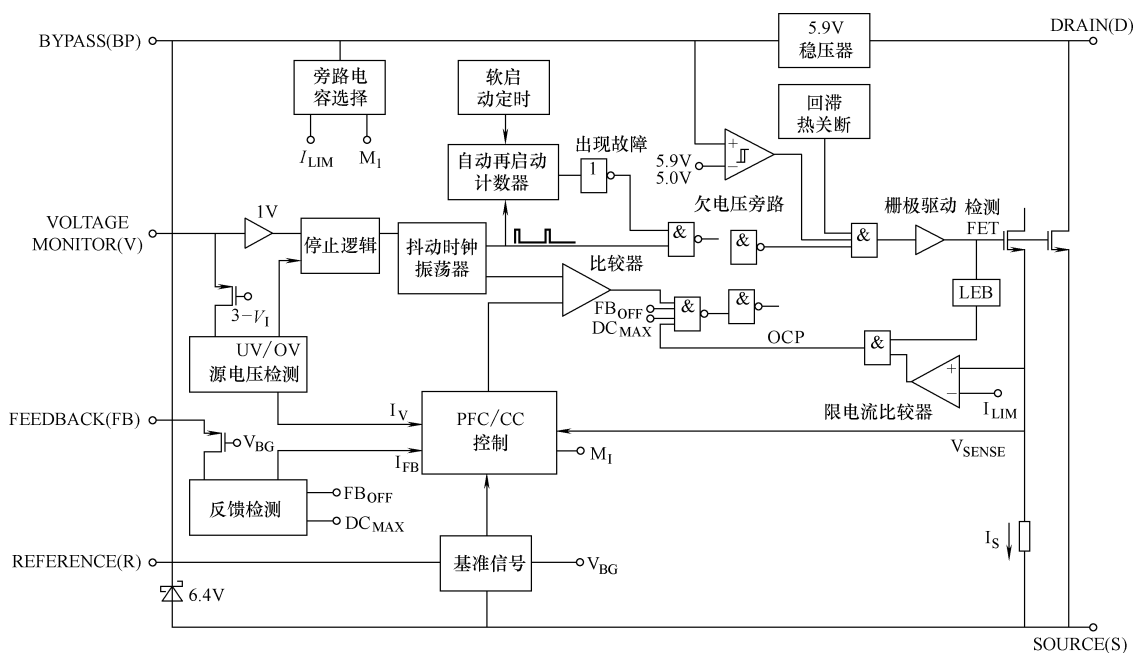 BYPASS(BP)
5.9V
稳压器
DRAIN(D)
旁路电
容选择
软启
动定时
回滞
热关断
I_LIM
M_1
自动再启动
计数器
出现故障
1
5.9V
5.0V
+
−
VOLTAGE
MONITOR(V)
1V
停止逻辑
抖动时钟
振荡器
&
欠电压旁路
&
&
栅极驱动
检测
FET
比较器
3−V_I
FB_OFF
DC_MAX
&
&
LEB
OCP
&
UV/OV
源电压检测
+
−
I_LIM
限电流比较器
FEEDBACK(FB)
V_BG
I_V
I_FB
PFC/CC
控制
M_I
V_SENSE
反馈检测
FB_OFF
DC_MAX
REFERENCE(R)
基准信号
V_BG
I_S
6.4V
SOURCE(S)